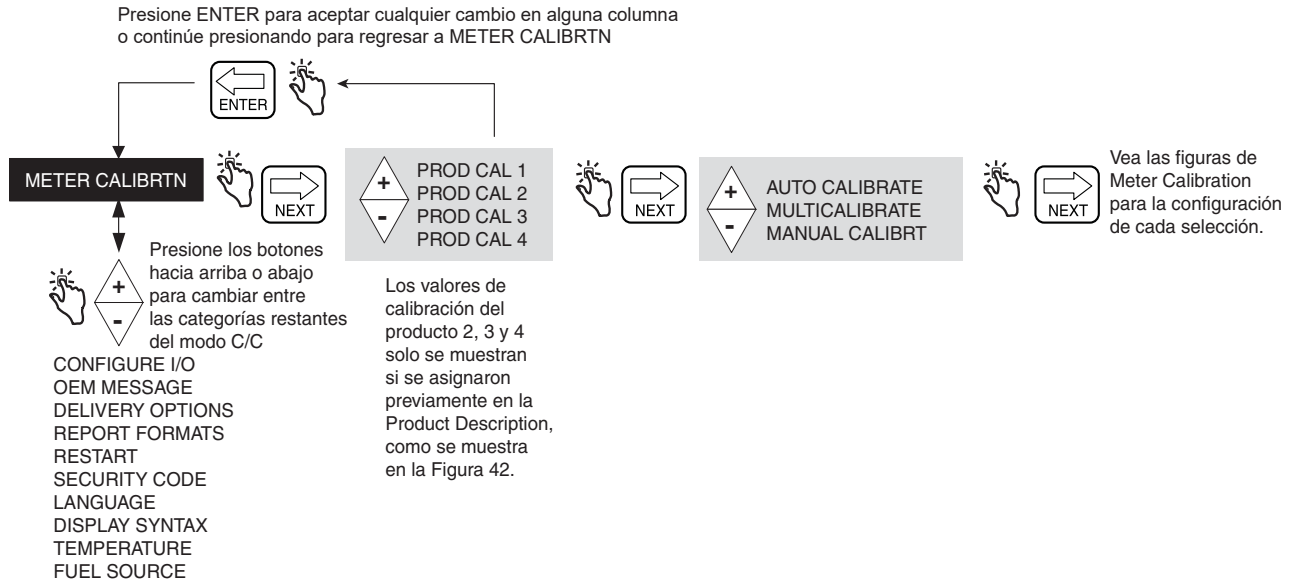 Presione ENTER para aceptar cualquier cambio en alguna columna
o continúe presionando para regresar a METER CALIBRTN
ENTER
METER CALIBRTN
NEXT
+
-
PROD CAL 1
PROD CAL 2
PROD CAL 3
PROD CAL 4
NEXT
+
-
AUTO CALIBRATE
MULTICALIBRATE
MANUAL CALIBRT
NEXT
Vea las figuras de
Meter Calibration
para la configuración
de cada selección.
+
-
Presione los botones
hacia arriba o abajo
para cambiar entre
las categorías restantes
del modo C/C
CONFIGURE I/O
OEM MESSAGE
DELIVERY OPTIONS
REPORT FORMATS
RESTART
SECURITY CODE
LANGUAGE
DISPLAY SYNTAX
TEMPERATURE
FUEL SOURCE
Los valores de
calibración del
producto 2, 3 y 4
solo se muestran
si se asignaron
previamente en la
Product Description,
como se muestra
en la Figura 42.